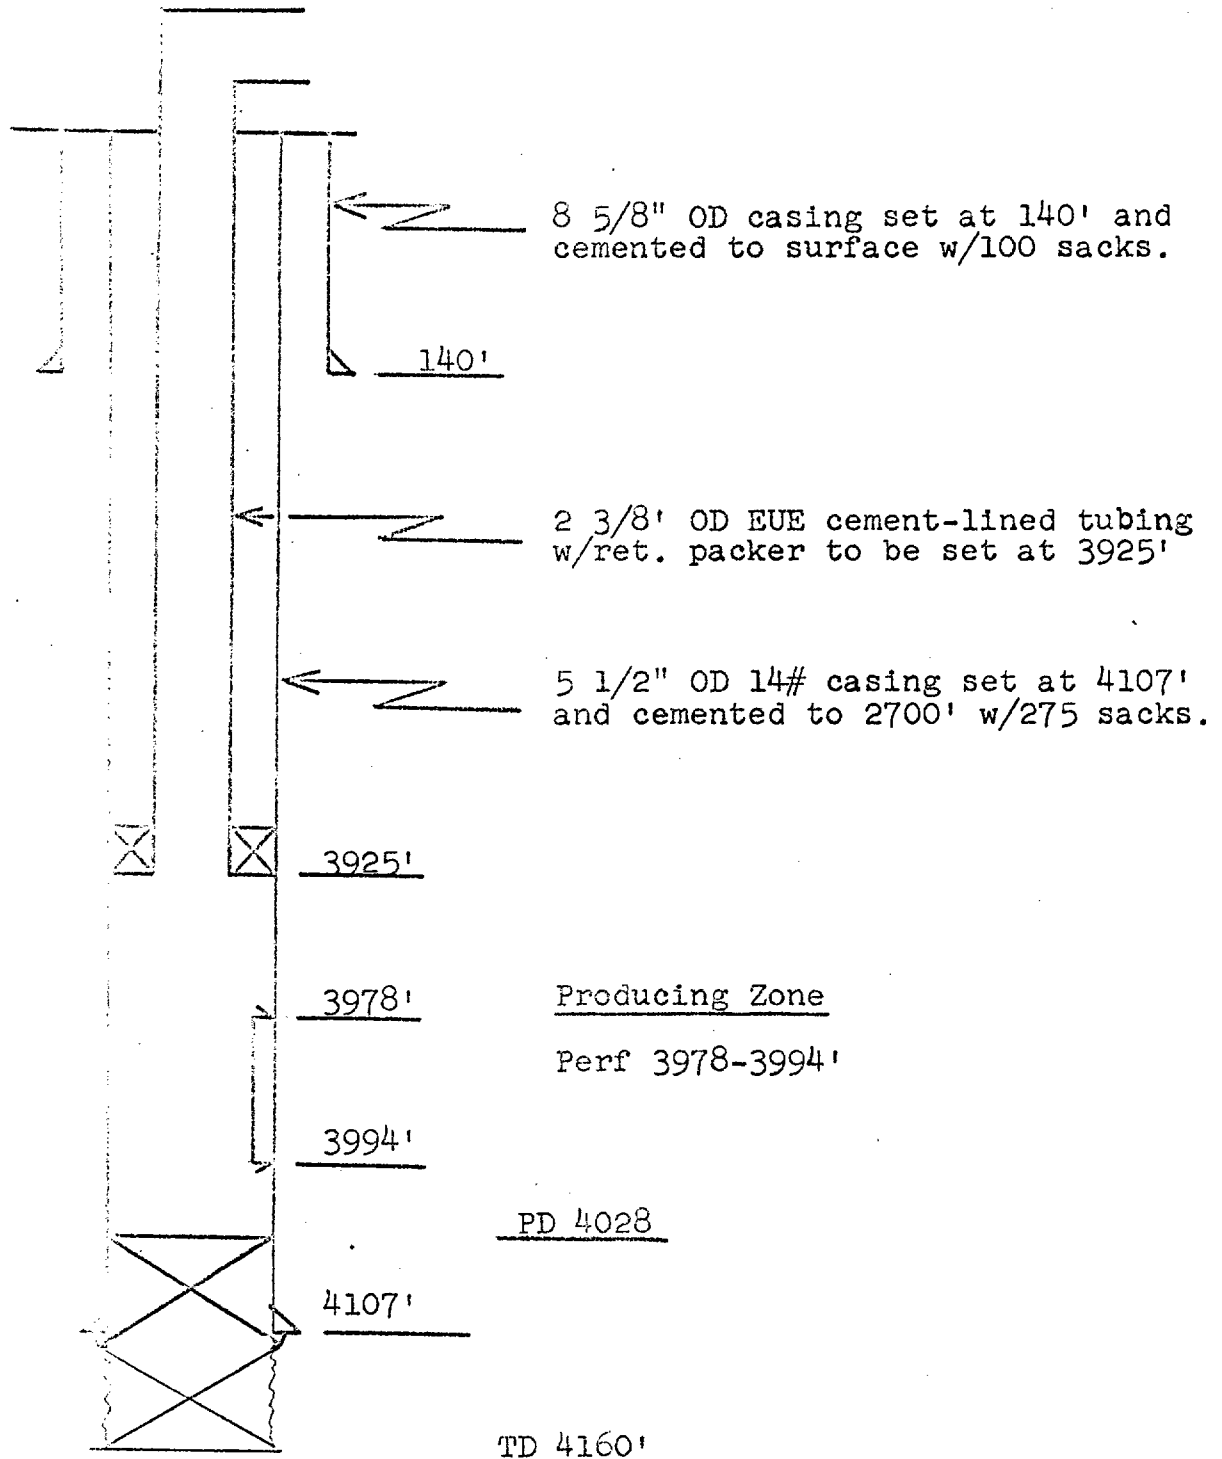 8 5/8" OD casing set at 140' and
cemented to surface w/100 sacks.
140'
2 3/8' OD EUE cement-lined tubing
w/ret. packer to be set at 3925'
5 1/2" OD 14# casing set at 4107'
and cemented to 2700' w/275 sacks.
3925'
3978'
Producing Zone
Perf 3978-3994'
3994'
PD 4028
4107'
TD 4160'